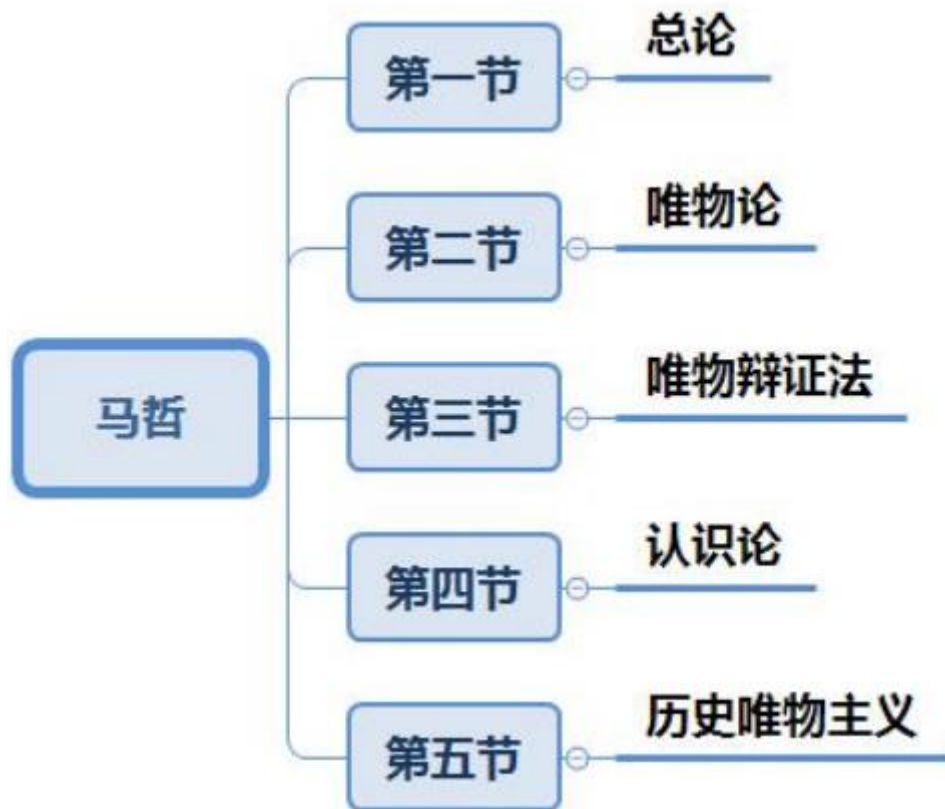 第一节
总论
第二节
唯物论
马哲
第三节
唯物辩证法
第四节
认识论
第五节
历史唯物主义